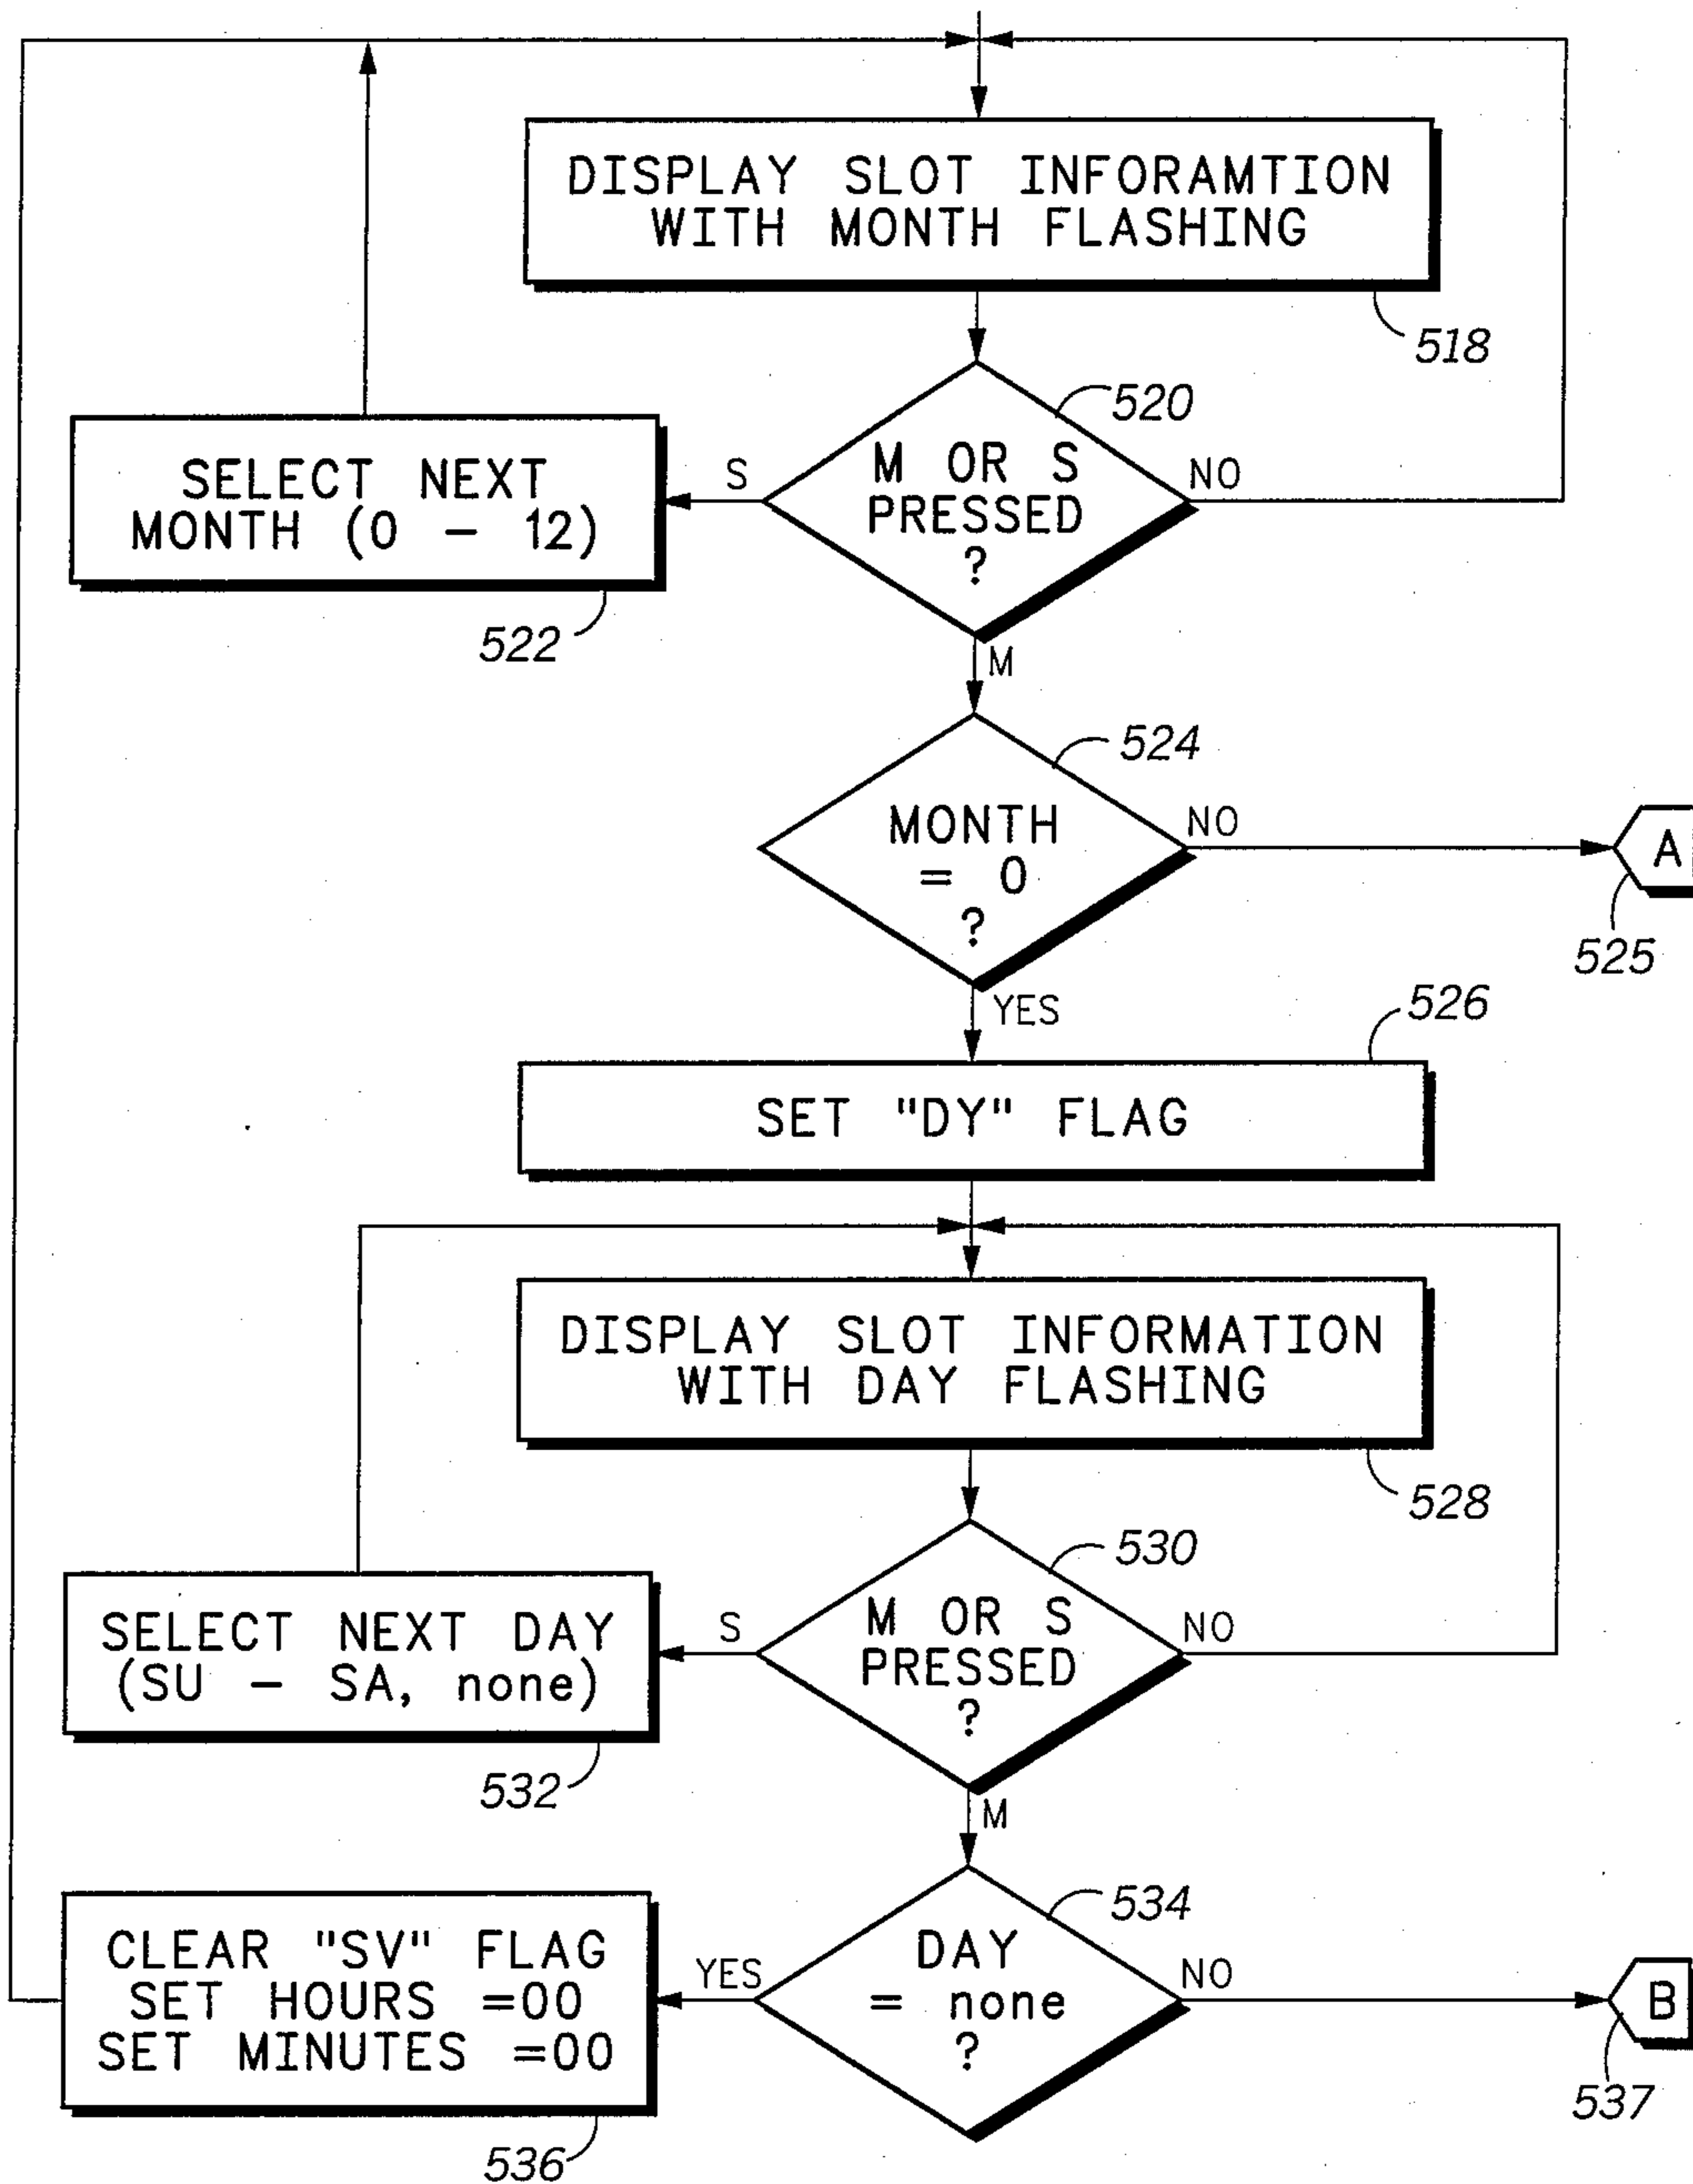 DISPLAY SLOT INFORAMTION
WITH MONTH FLASHING
518
520
M OR S
PRESSED
?
S
NO
SELECT NEXT
MONTH (0 - 12)
522
M
524
MONTH
= 0
?
NO
A
525
YES
526
SET "DY" FLAG
DISPLAY SLOT INFORMATION
WITH DAY FLASHING
528
530
M OR S
PRESSED
?
S
NO
SELECT NEXT DAY
(SU - SA, none)
532
M
534
DAY
= none
?
YES
NO
CLEAR "SV" FLAG
SET HOURS =00
SET MINUTES =00
536
B
537